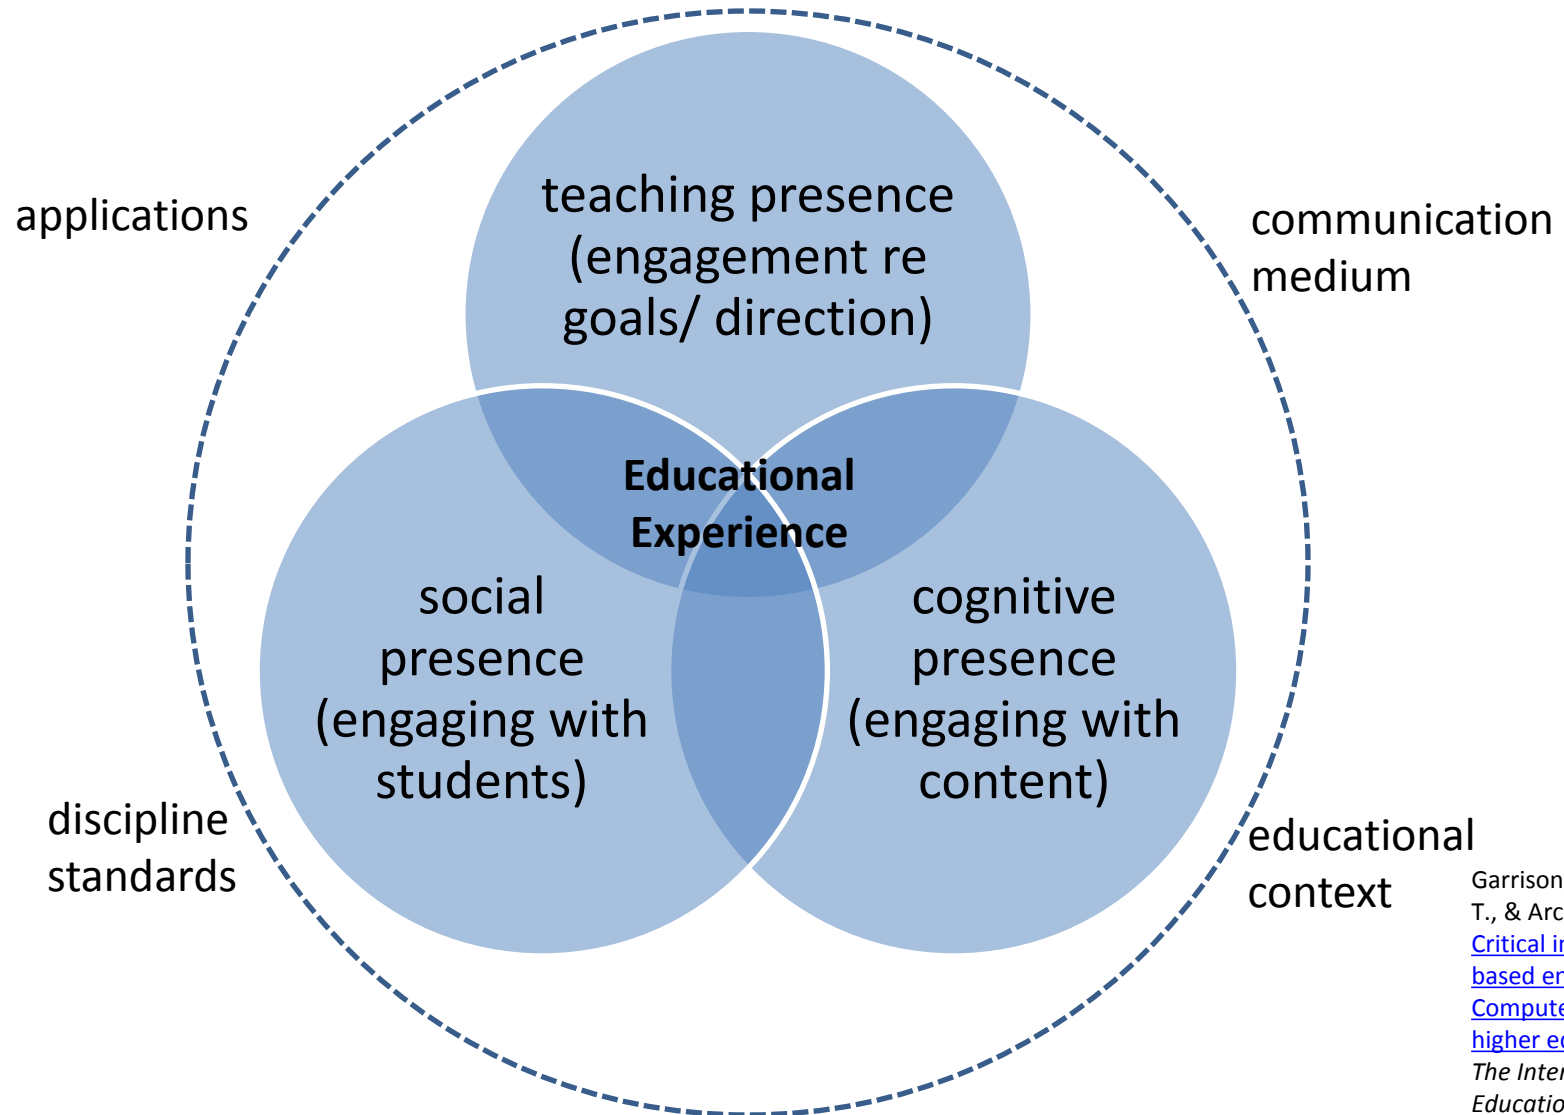 applications
teaching presence
(engagement re
goals/ direction)
communication
medium
Educational
Experience
social
presence
(engaging with
students)
cognitive
presence
(engaging with
content)
discipline
standards
educational
context
Garrison
T., & Arc
Critical in
based en
Compute
higher ed
The Inter
Educatio